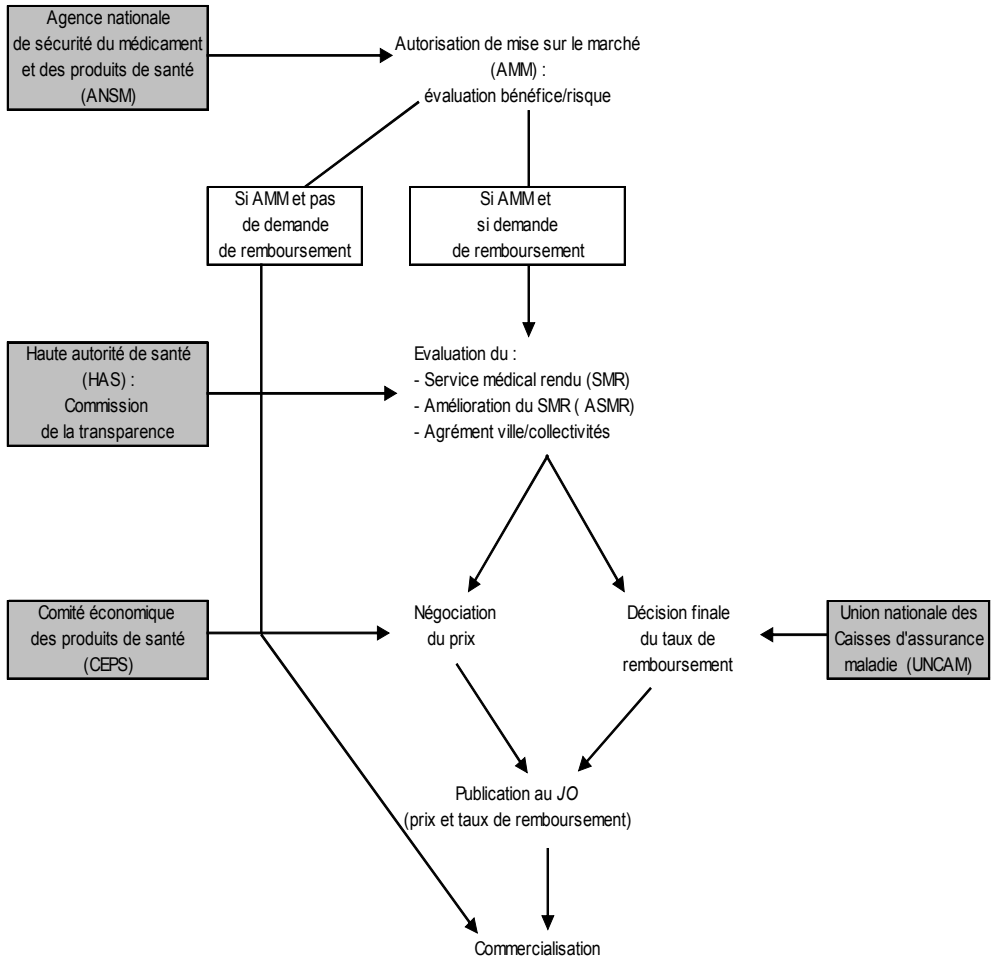 Agence nationale
de sécurité du médicament
et des produits de santé
(ANSM)
Autorisation de mise sur le marché
(AMM) :
évaluation bénéfice/risque
Si AMM et pas
de demande
de remboursement
Si AMM et
si demande
de remboursement
Haute autorité de santé
(HAS) :
Commission
de la transparence
Evaluation du :
- Service médical rendu (SMR)
- Amélioration du SMR ( ASMR)
- Agrément ville/collectivités
Comité économique
des produits de santé
(CEPS)
Négociation
du prix
Décision finale
du taux de
remboursement
Union nationale des
Caisses d'assurance
maladie (UNCAM)
Publication au JO
(prix et taux de remboursement)
Commercialisation